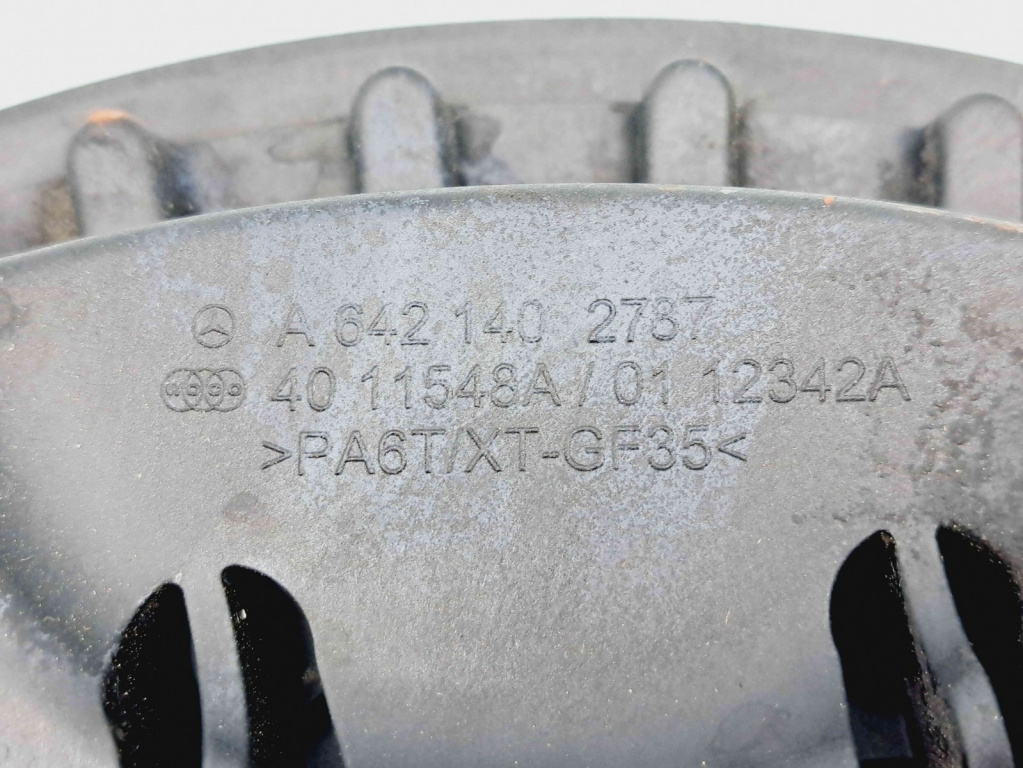 A 642 140 2787
40 11548A / 01 12342A
>PA6T/XT-GF35<